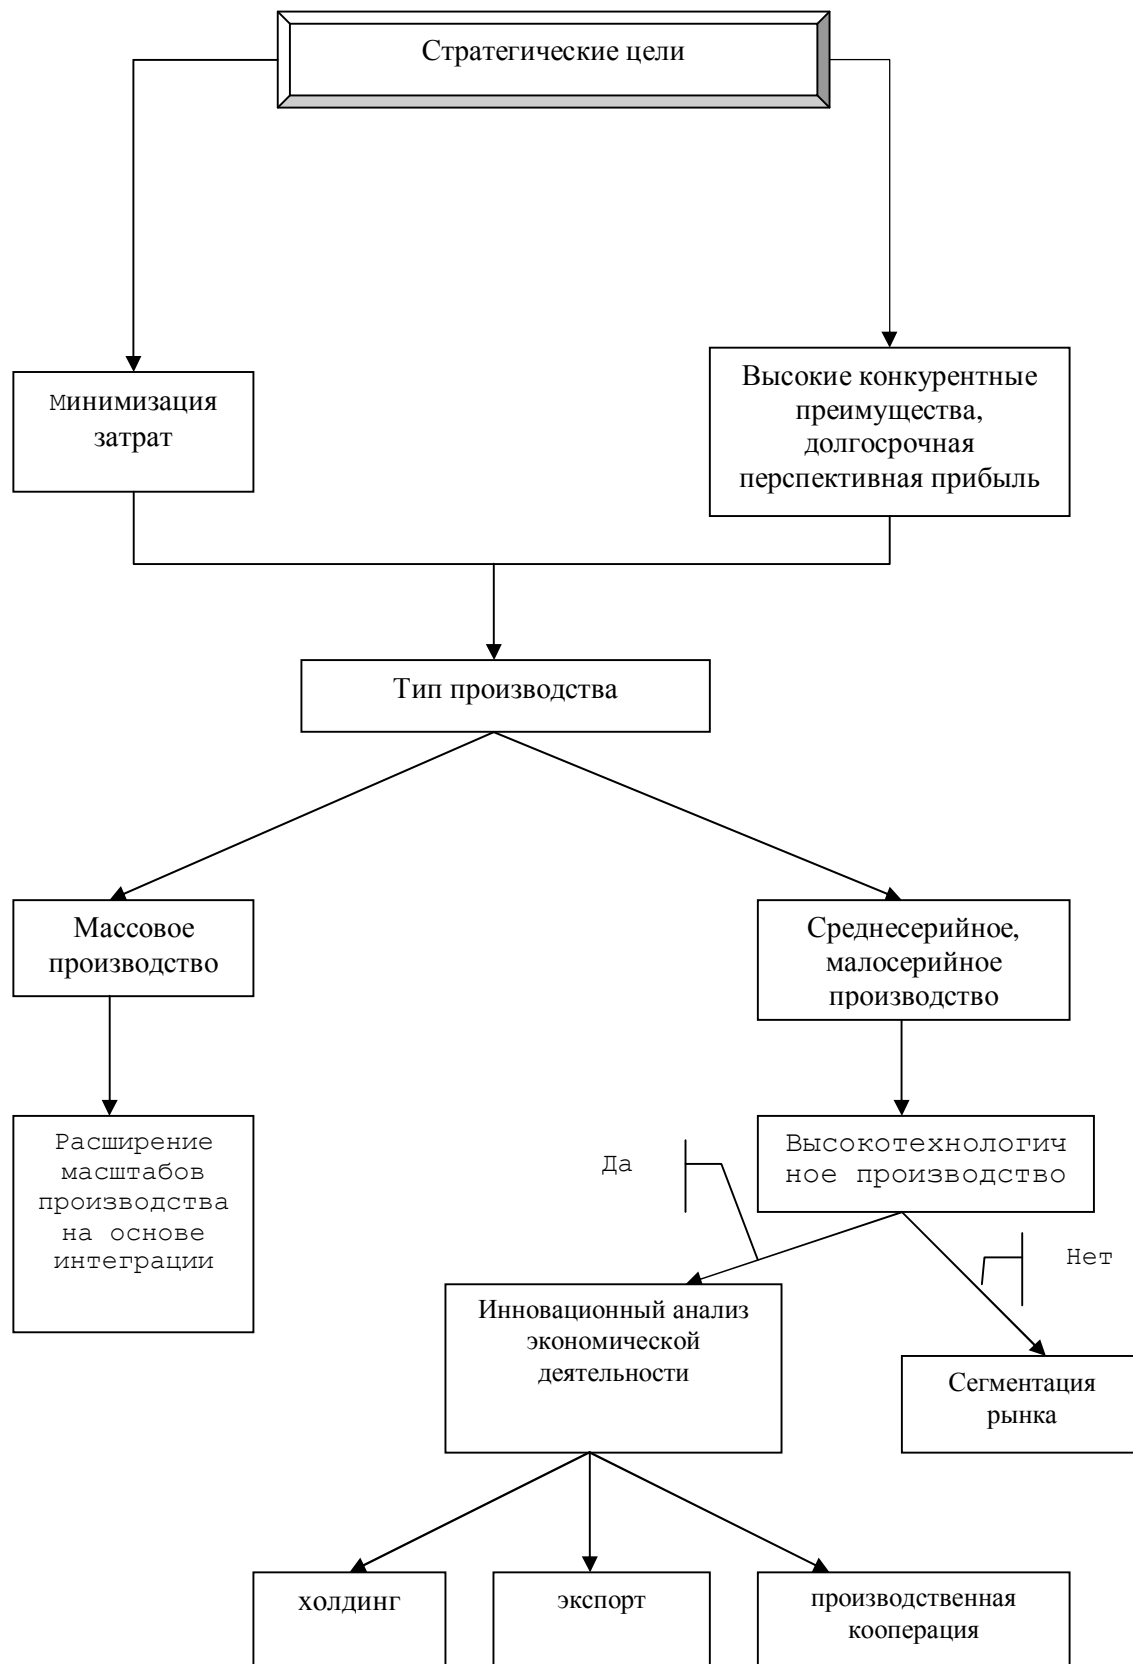 Стратегические цели
Минимизация
затрат
Высокие конкурентные
преимущества,
долгосрочная
перспективная прибыль
Тип производства
Массовое
производство
Среднесерийное,
малосерийное
производство
Расширение
масштабов
производства
на основе
интеграции
Да
Высокотехнологич
ное производство
Нет
Инновационный анализ
экономической
деятельности
Сегментация
рынка
холдинг
экспорт
производственная
кооперация